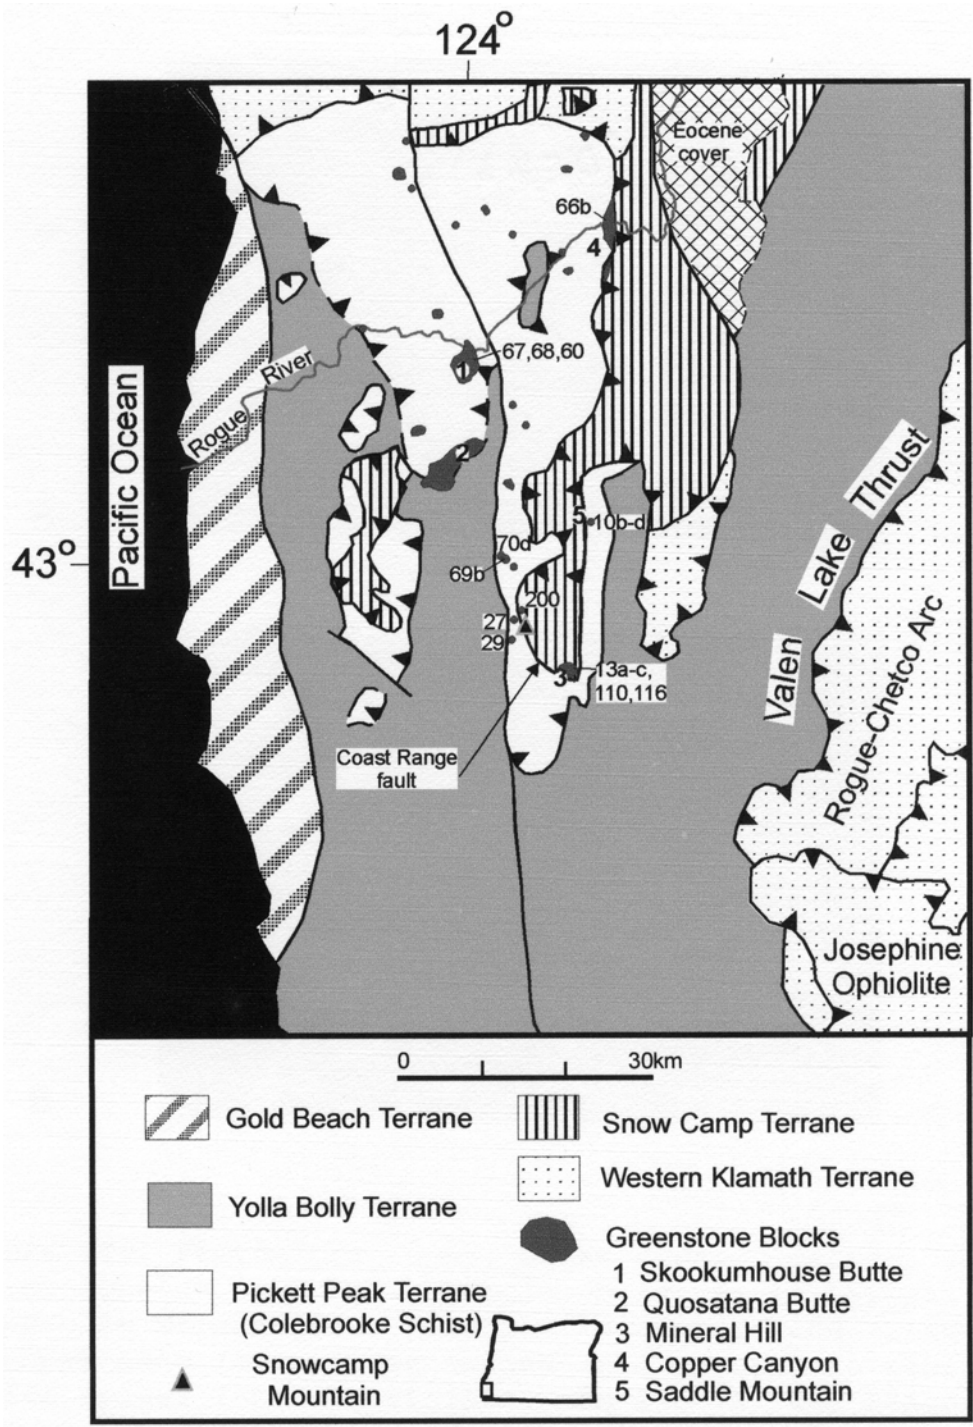 124°
Eocene
cover
66b
4
67,68,60
1
River
Rogue
2
Pacific Ocean
Lake Thrust
Valen
5
10b-d
43°
70d
69b
200
27
29
3
13a-c,
110,116
Coast Range
fault
Rogue-Chetco Arc
Josephine
Ophiolite
0 30km
Gold Beach Terrane
Snow Camp Terrane
Western Klamath Terrane
Yolla Bolly Terrane
Greenstone Blocks
1 Skookumhouse Butte
Pickett Peak Terrane
(Colebrooke Schist)
2 Quosatana Butte
3 Mineral Hill
Snowcamp
Mountain
4 Copper Canyon
5 Saddle Mountain